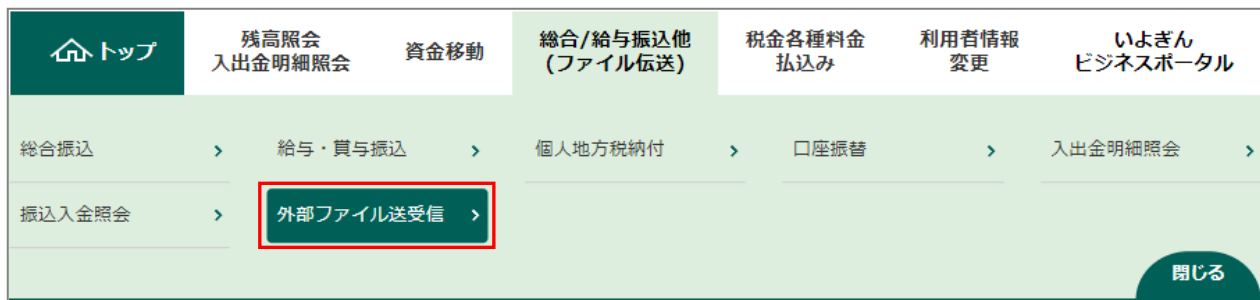 トップ
残高照会
入出金明細照会
資金移動
総合/給与振込他
(ファイル伝送)
税金各種料金
払込み
利用者情報
変更
いよぎん
ビジネスポータル
総合振込
給与・賞与振込
個人地方税納付
口座振替
入出金明細照会
振込入金照会
外部ファイル送受信
閉じる